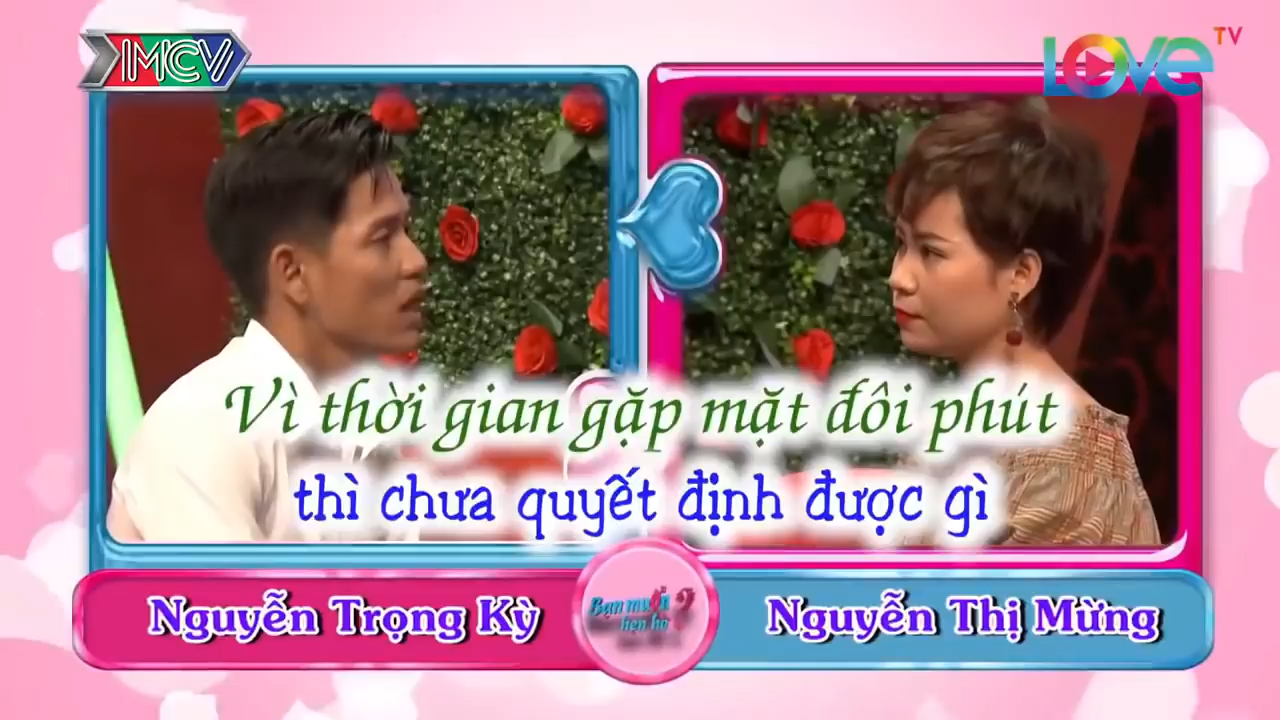 MCV
LOVE TV
Vì thời gian gặp mặt đôi phút
thì chưa quyết định được gì
Nguyễn Trọng Kỳ
Bạn muốn
hẹn hò ?
Nguyễn Thị Mừng